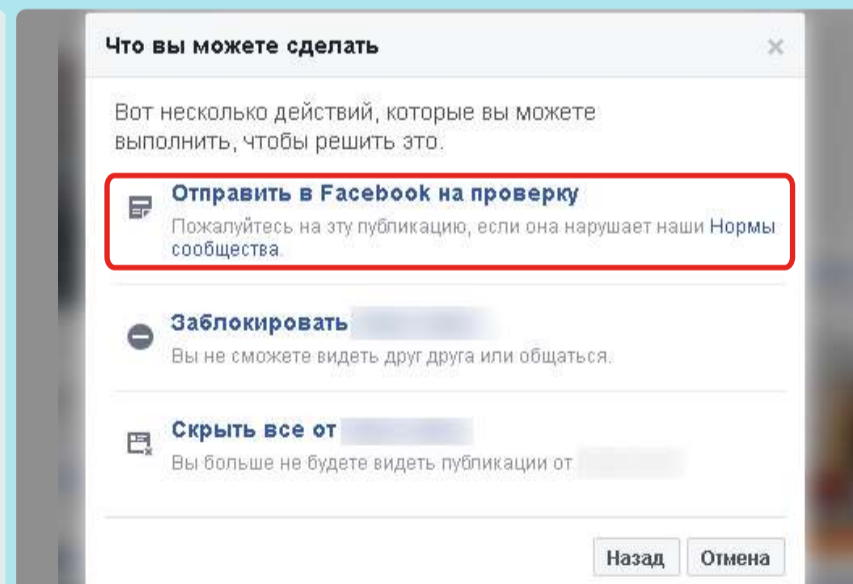 Что вы можете сделать
Вот несколько действий, которые вы можете
выполнить, чтобы решить это.
Отправить в Facebook на проверку
Пожалуйтесь на эту публикацию, если она нарушает наши Нормы
сообщества.
Заблокировать
Вы не сможете видеть друг друга или общаться.
Скрыть все от
Вы больше не будете видеть публикации от
Назад Отмена